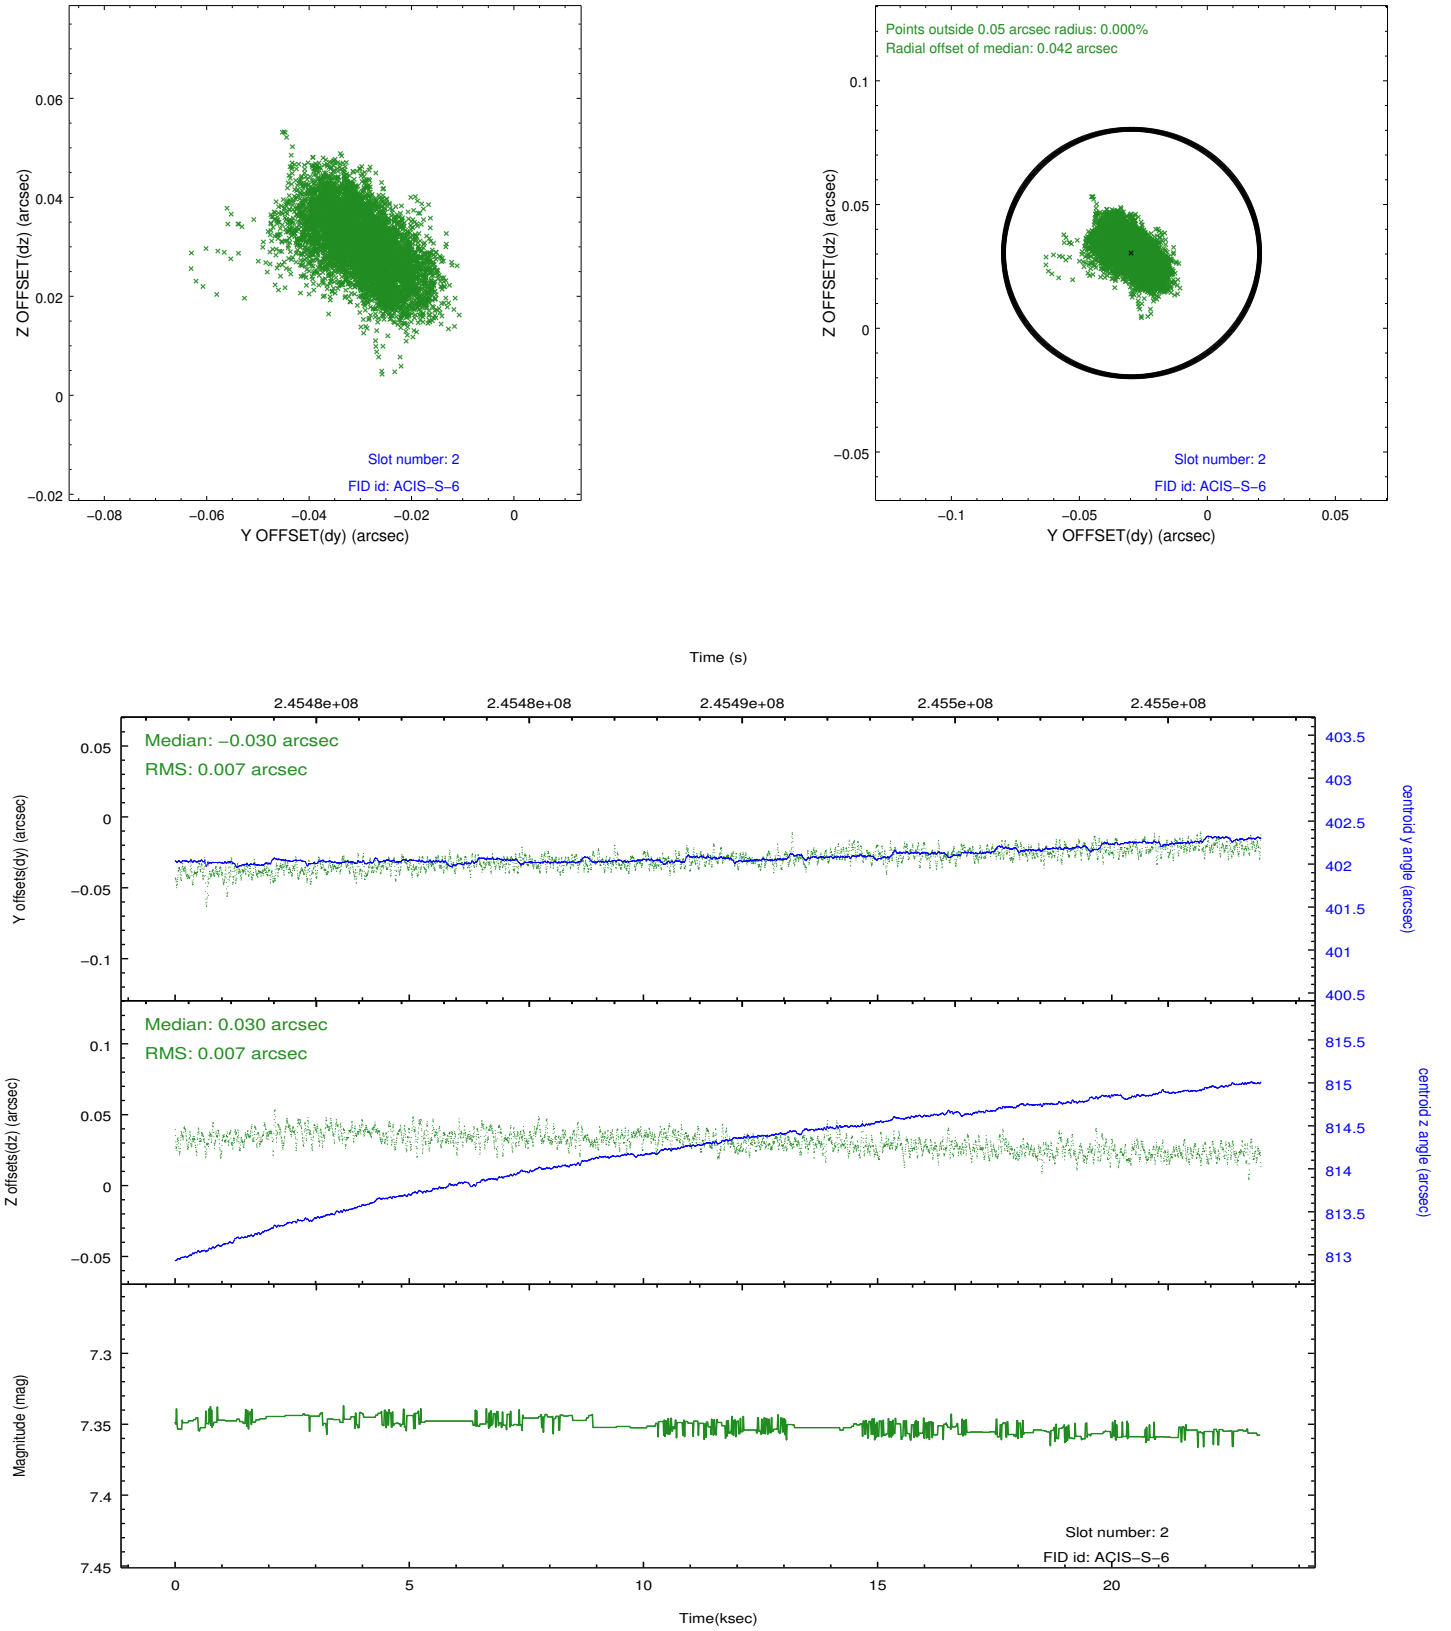 0.06
0.04
0.02
0
−0.02
Z OFFSET(dz) (arcsec)
Slot number: 2
FID id: ACIS−S−6
−0.08 −0.06 −0.04 −0.02 0
Y OFFSET(dy) (arcsec)
Points outside 0.05 arcsec radius: 0.000%
Radial offset of median: 0.042 arcsec
0.1
0.05
0
−0.05
Z OFFSET(dz) (arcsec)
Slot number: 2
FID id: ACIS−S−6
−0.1 −0.05 0 0.05
Y OFFSET(dy) (arcsec)
Time (s)
2.4548e+08 2.4548e+08 2.4549e+08 2.455e+08 2.455e+08
Median: −0.030 arcsec
RMS: 0.007 arcsec
0.05
0
−0.05
−0.1
Y offsets(dy) (arcsec)
403.5
403
402.5
402
401.5
401
400.5
centroid y angle (arcsec)
Median: 0.030 arcsec
RMS: 0.007 arcsec
0.1
0.05
0
−0.05
Z offsets(dz) (arcsec)
815.5
815
814.5
814
813.5
813
centroid z angle (arcsec)
7.3
7.35
7.4
7.45
Magnitude (mag)
Slot number: 2
FID id: ACIS−S−6
0 5 10 15 20
Time(ksec)